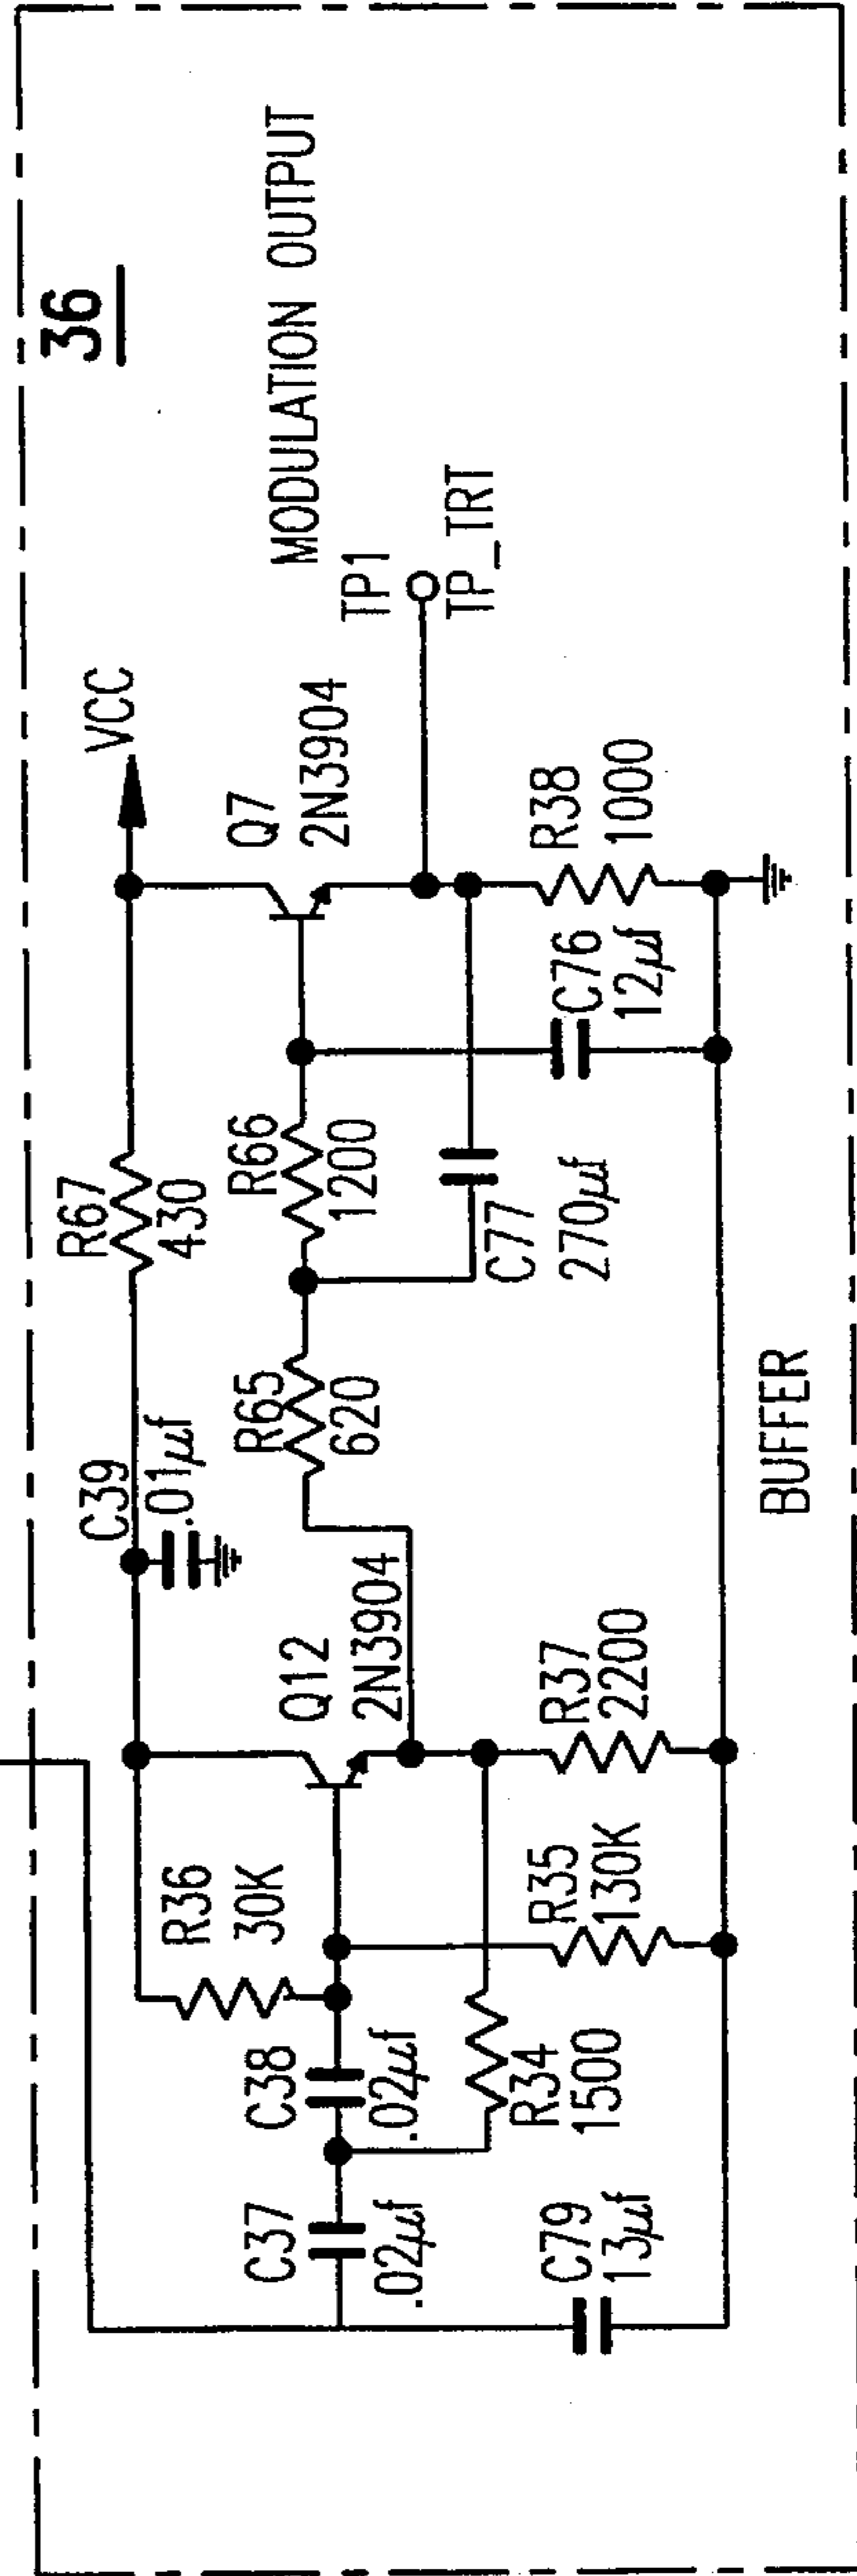 36
MODULATION OUTPUT
VCC
R67
430
C39
.01µf
Q7
2N3904
TP1
TP_TRT
R66
1200
R65
620
C77
270µf
C76
12µf
R38
1000
Q12
2N3904
R36
30K
C38
.02µf
C37
.02µf
R34
1500
R35
130K
R37
2200
C79
13µf
BUFFER